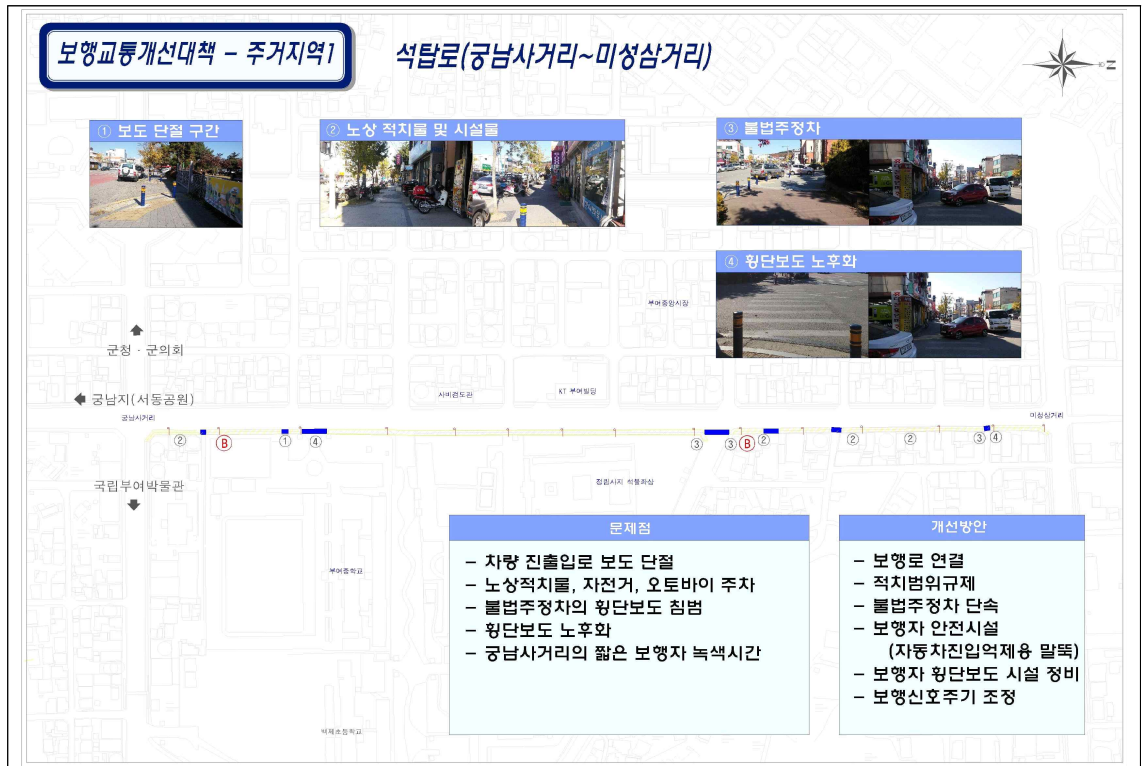 보행교통개선대책 – 주거지역1
석탑로(궁남사거리~미성삼거리)
N
① 보도 단절 구간
② 노상 적치물 및 시설물
③ 불법주정차
④ 횡단보도 노후화
부여중앙시장
군청 · 군의회
궁남지(서동공원)
사비검도관
KT 부여빌딩
궁남사거리
미성삼거리
② B ① ④ ③ ③ B ② ② ② ③ ④
국립부여박물관
정림사지 석불좌상
부여중학교
백제초등학교
문제점
– 차량 진출입로 보도 단절
– 노상적치물, 자전거, 오토바이 주차
– 불법주정차의 횡단보도 침범
– 횡단보도 노후화
– 궁남사거리의 짧은 보행자 녹색시간
개선방안
– 보행로 연결
– 적치범위규제
– 불법주정차 단속
– 보행자 안전시설
(자동차진입억제용 말뚝)
– 보행자 횡단보도 시설 정비
– 보행신호주기 조정